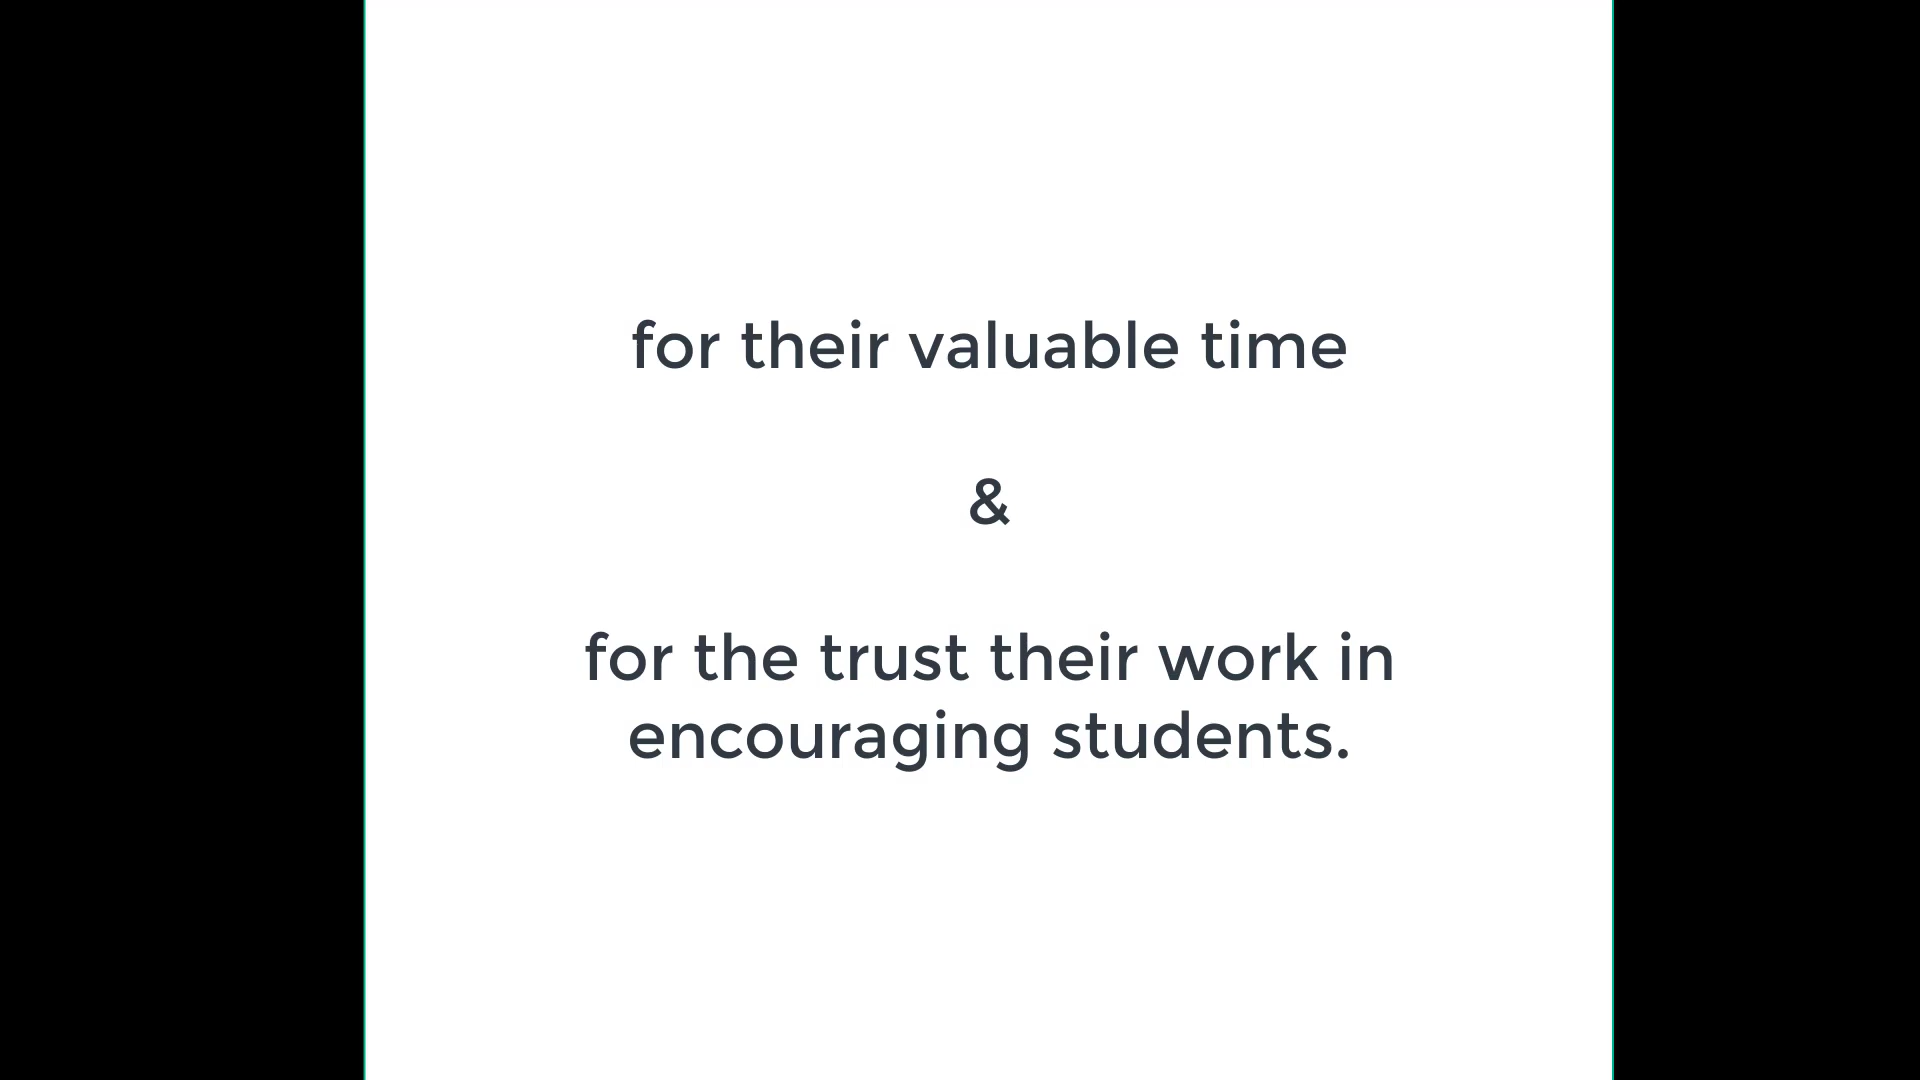 for their valuable time
&
for the trust their work in
encouraging students.